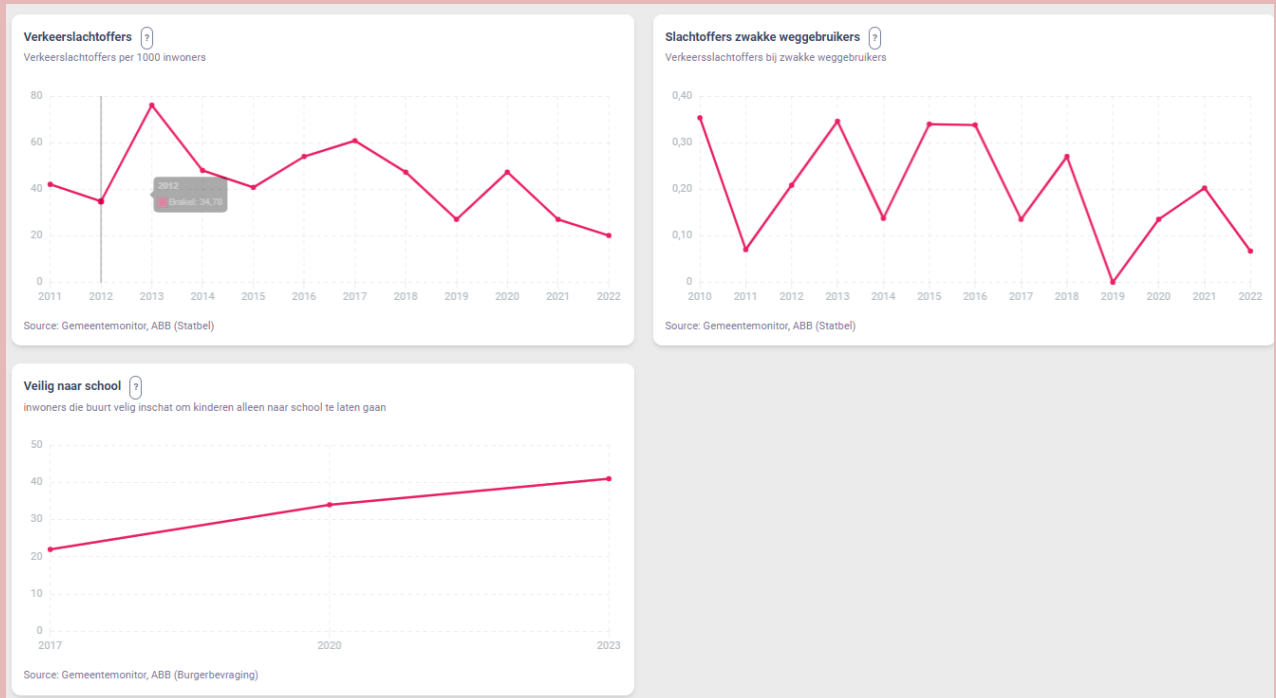 Verkeerslachtoffers ?
Verkeerslachtoffers per 1000 inwoners
80
60
40
20
0
2012
Brakel: 34,78
2011 2012 2013 2014 2015 2016 2017 2018 2019 2020 2021 2022
Source: Gemeentemonitor, ABB (Statbel)
Slachtoffers zwakke weggebruikers ?
Verkeersslachtoffers bij zwakke weggebruikers
0,40
0,30
0,20
0,10
0
2010 2011 2012 2013 2014 2015 2016 2017 2018 2019 2020 2021 2022
Source: Gemeentemonitor, ABB (Statbel)
Veilig naar school ?
inwoners die buurt velig inschat om kinderen alleen naar school te laten gaan
50
40
30
20
10
0
2017 2020 2023
Source: Gemeentemonitor, ABB (Burgerbevraging)